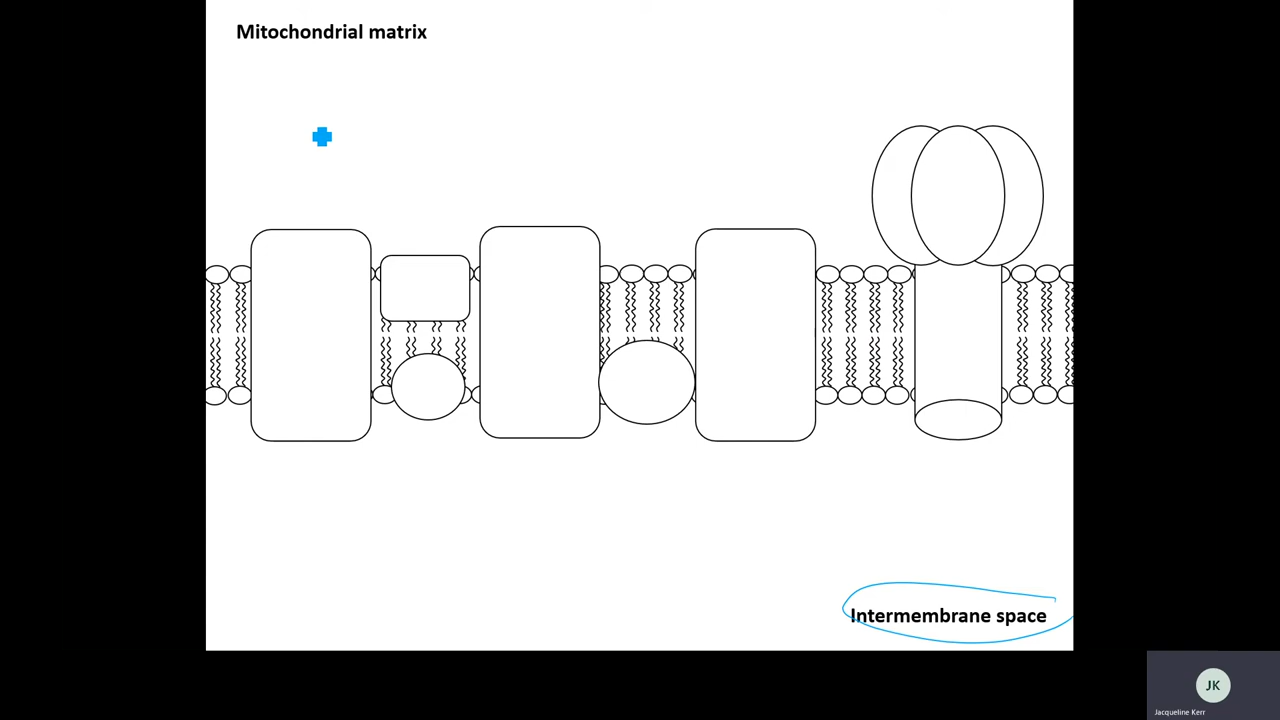 Mitochondrial matrix
Intermembrane space
JK
Jacqueline Kerr